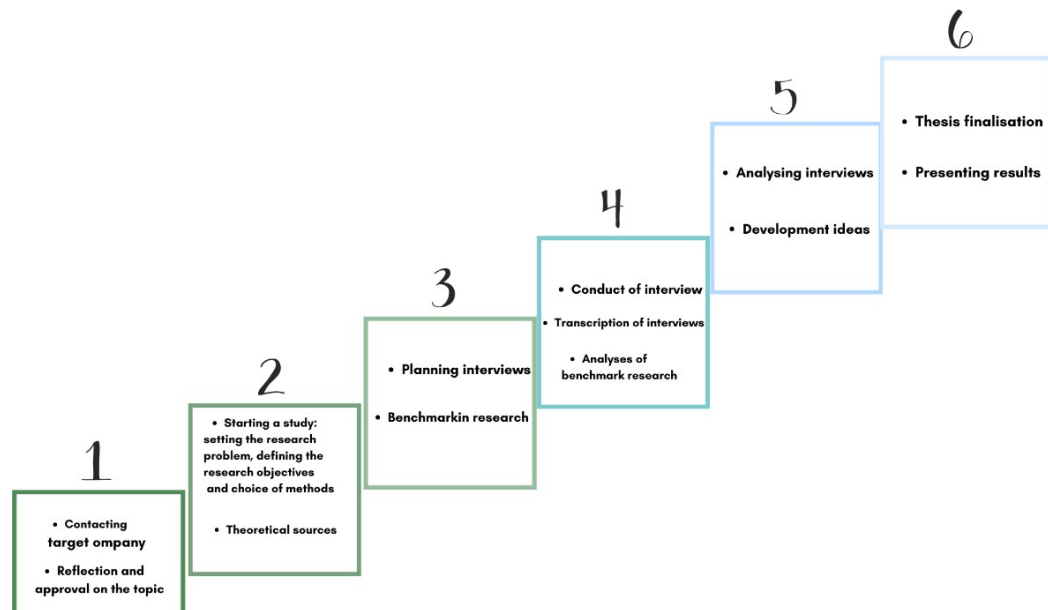 1
• Contacting
target ompany
• Reflection and
approval on the topic
2
• Starting a study:
setting the research
problem, defining the
research objectives
and choice of methods
• Theoretical sources
3
• Planning interviews
• Benchmarkin research
4
• Conduct of interview
• Transcription of interviews
• Analyses of
benchmark research
5
• Analysing interviews
• Development ideas
6
• Thesis finalisation
• Presenting results